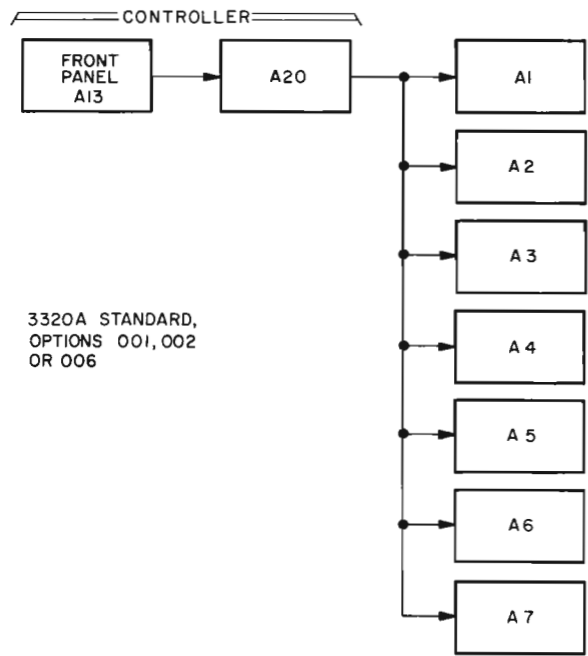 CONTROLLER
FRONT
PANEL
A13
A20
A1
A2
A3
3320A STANDARD,
OPTIONS 001, 002
OR 006
A4
A5
A6
A7